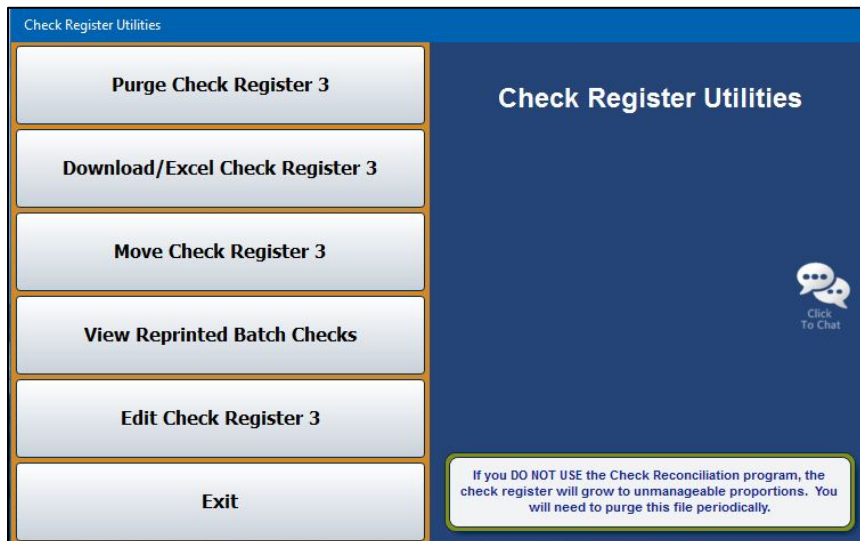 Check Register Utilities
Purge Check Register 3
Download/Excel Check Register 3
Move Check Register 3
View Reprinted Batch Checks
Edit Check Register 3
Exit
Check Register Utilities
Click
To Chat
If you DO NOT USE the Check Reconciliation program, the
check register will grow to unmanageable proportions. You
will need to purge this file periodically.